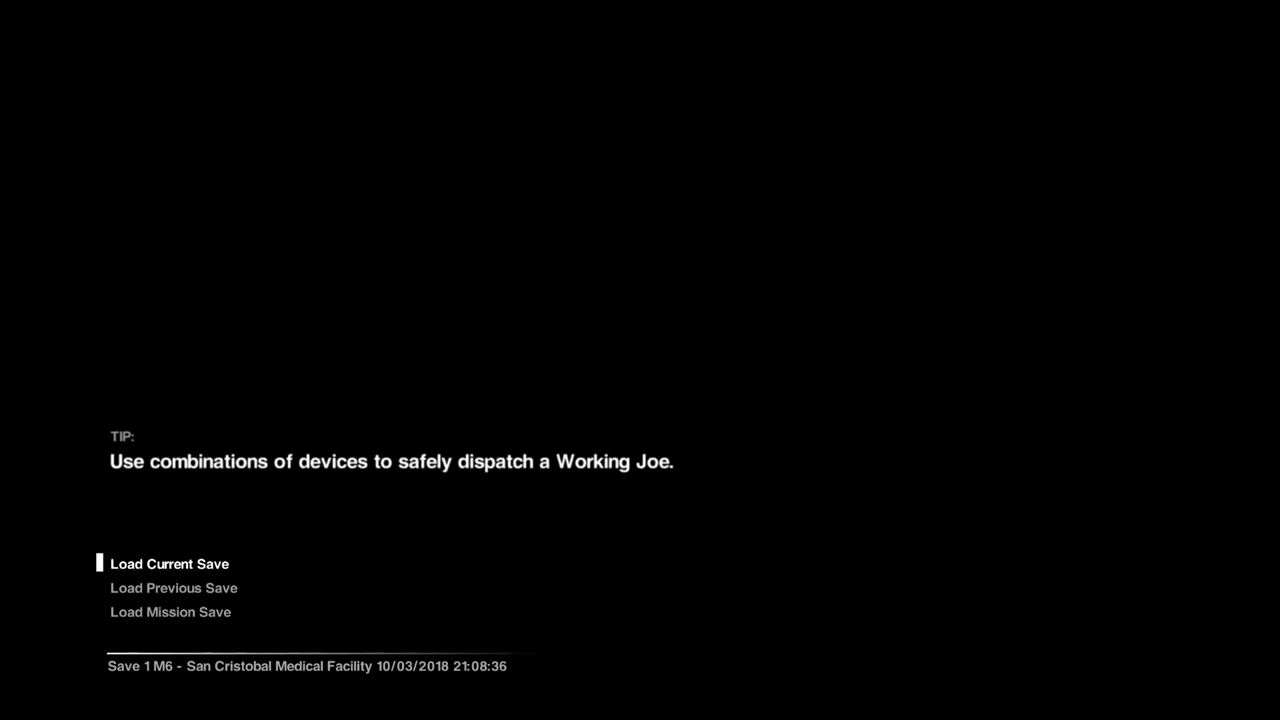 TIP:
Use combinations of devices to safely dispatch a Working Joe.
Load Current Save
Load Previous Save
Load Mission Save
Save 1 M6 - San Cristobal Medical Facility 10/03/2018 21:08:36